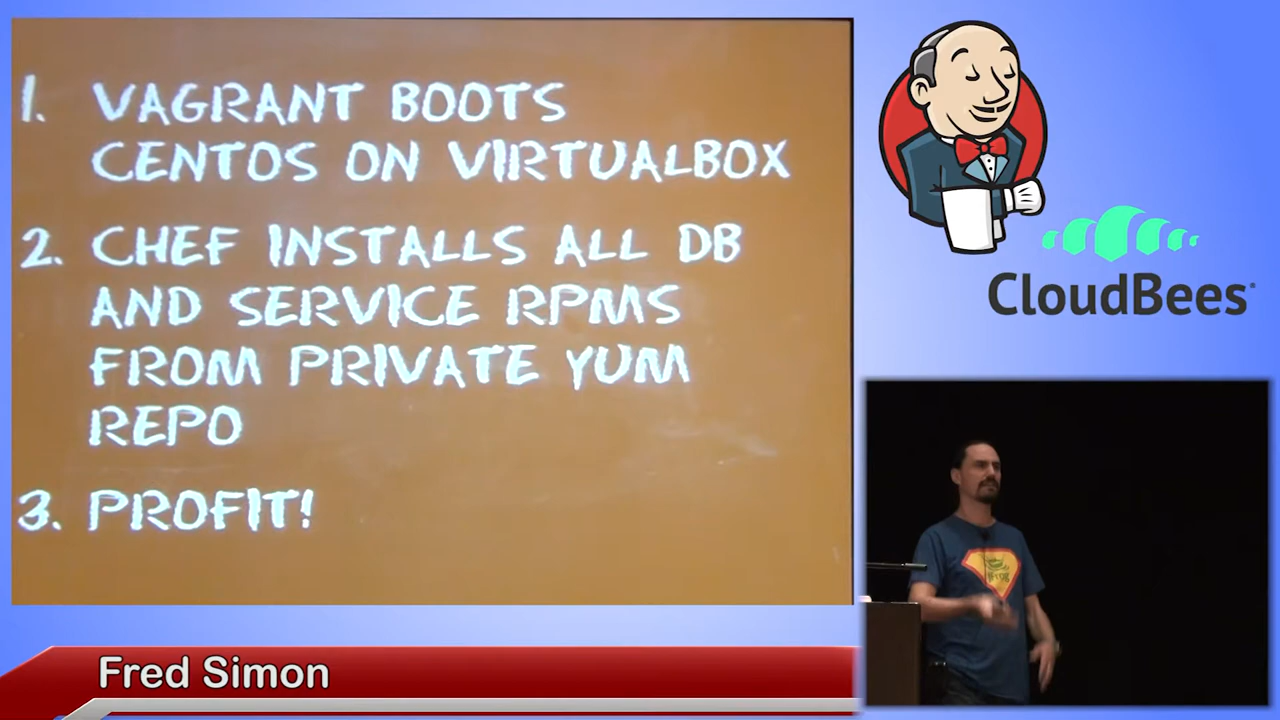 1. VAGRANT BOOTS
CENTOS ON VIRTUALBOX
2. CHEF INSTALLS ALL DB
AND SERVICE RPMS
FROM PRIVATE YUM
REPO
3. PROFIT!
CloudBees
JFrog
Fred Simon